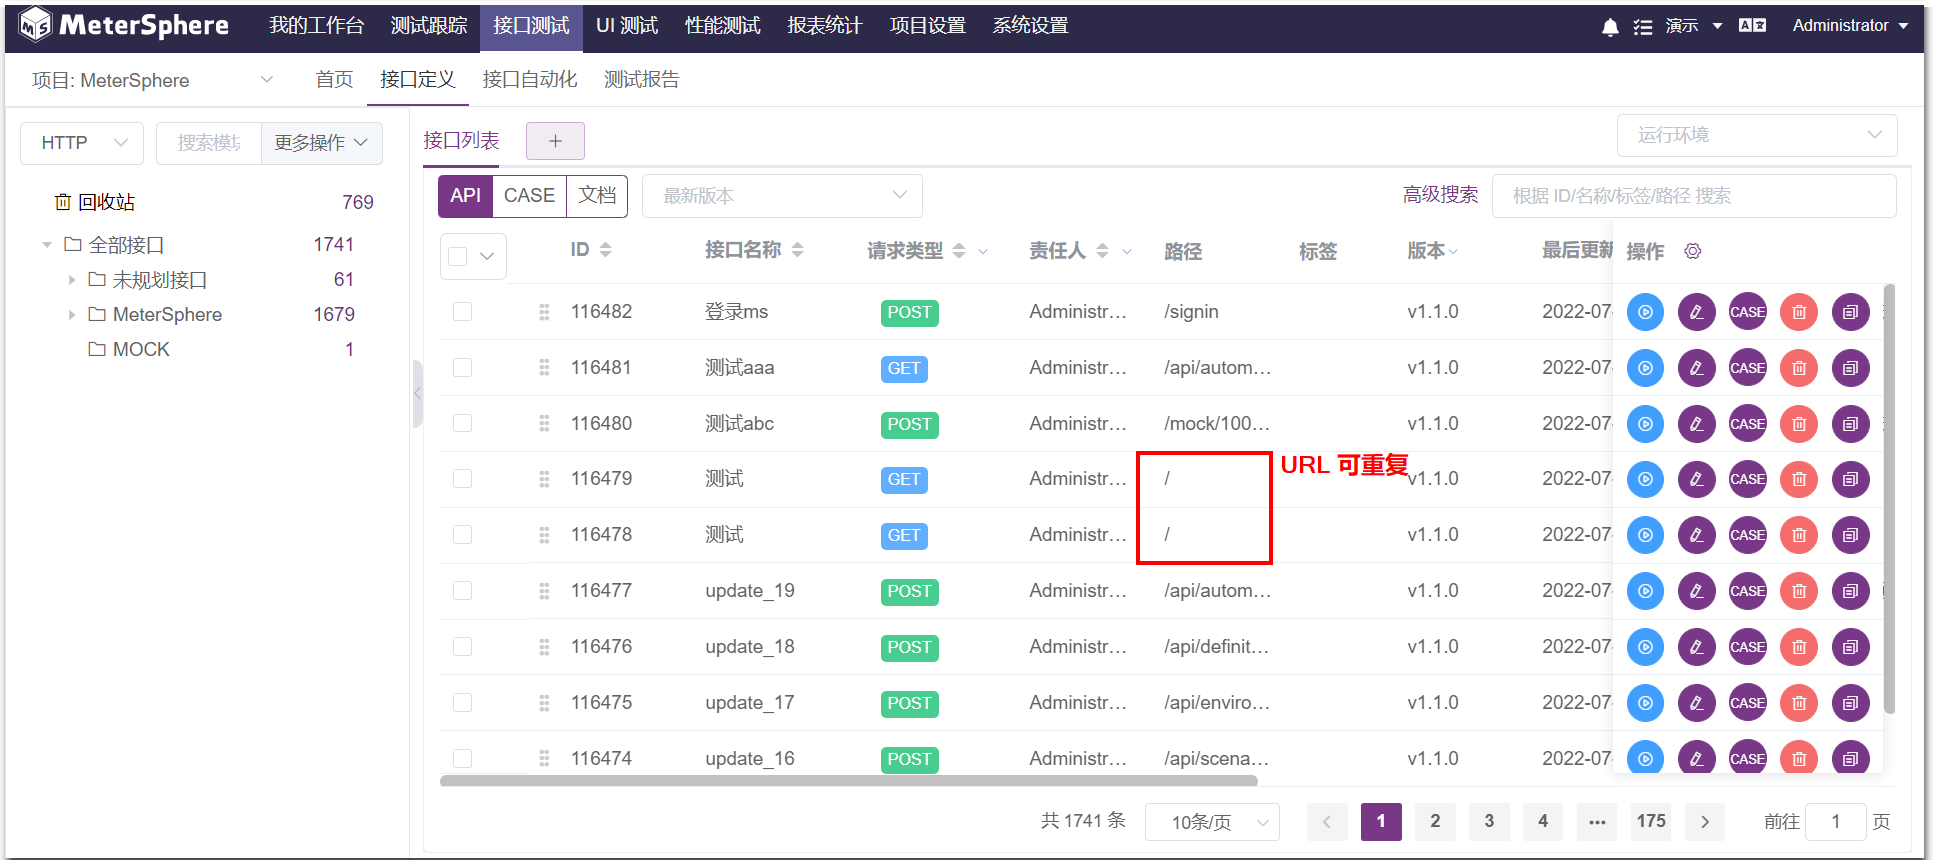 MeterSphere 我的工作台 测试跟踪 接口测试 UI 测试 性能测试 报表统计 项目设置 系统设置 演示 Administrator
项目: MeterSphere 首页 接口定义 接口自动化 测试报告
HTTP 更多操作
回收站 769
全部接口 1741
未规划接口 61
MeterSphere 1679
MOCK 1
接口列表 + 运行环境
API CASE 文档 最新版本 高级搜索 根据 ID/名称/标签/路径 搜索
ID 接口名称 请求类型 责任人 路径 标签 版本 最后更新 操作
116482 登录ms POST Administr... /signin v1.1.0 2022-07 CASE
116481 测试aaa GET Administr... /api/autom... v1.1.0 2022-07 CASE
116480 测试abc POST Administr... /mock/100... v1.1.0 2022-07 CASE
URL 可重复
116479 测试 GET Administr... / v1.1.0 2022-07 CASE
116478 测试 GET Administr... / v1.1.0 2022-07 CASE
116477 update_19 POST Administr... /api/autom... v1.1.0 2022-07 CASE
116476 update_18 POST Administr... /api/definit... v1.1.0 2022-07 CASE
116475 update_17 POST Administr... /api/enviro... v1.1.0 2022-07 CASE
116474 update_16 POST Administr... /api/scena... v1.1.0 2022-07 CASE
共 1741 条 10条/页 1 2 3 4 ... 175 前往 1 页